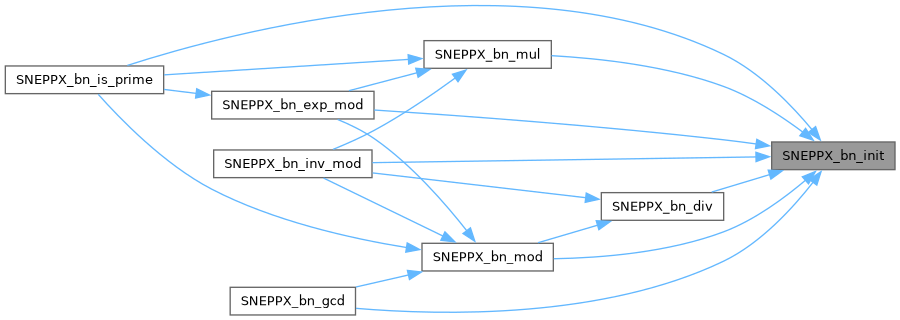 SNEPPX_bn_mul
SNEPPX_bn_is_prime
SNEPPX_bn_exp_mod
SNEPPX_bn_init
SNEPPX_bn_inv_mod
SNEPPX_bn_div
SNEPPX_bn_mod
SNEPPX_bn_gcd